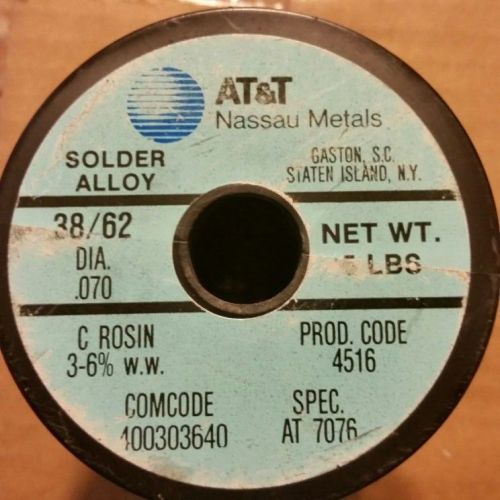 AT&T
Nassau Metals
SOLDER
ALLOY
GASTON, S.C.
STATEN ISLAND, N.Y.
38/62
DIA.
.070
NET WT.
5 LBS
C ROSIN
3-6% W.W.
PROD. CODE
4516
COMCODE
400303640
SPEC.
AT 7076